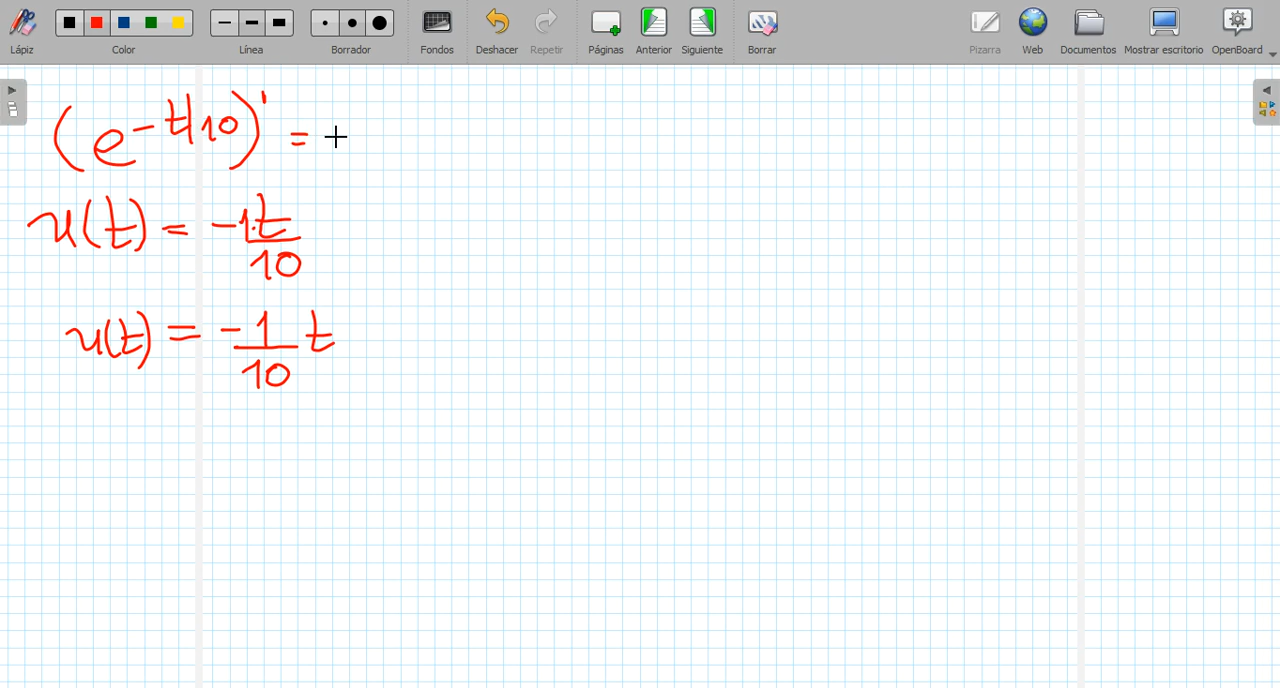 Lápiz Color Línea Borrador Fondos Deshacer Repetir Páginas Anterior Siguiente Borrar Pizarra Web Documentos Mostrar escritorio OpenBoard
(e^{-t/10})' =
u(t) = -1·t/10
u(t) = -1/10 t